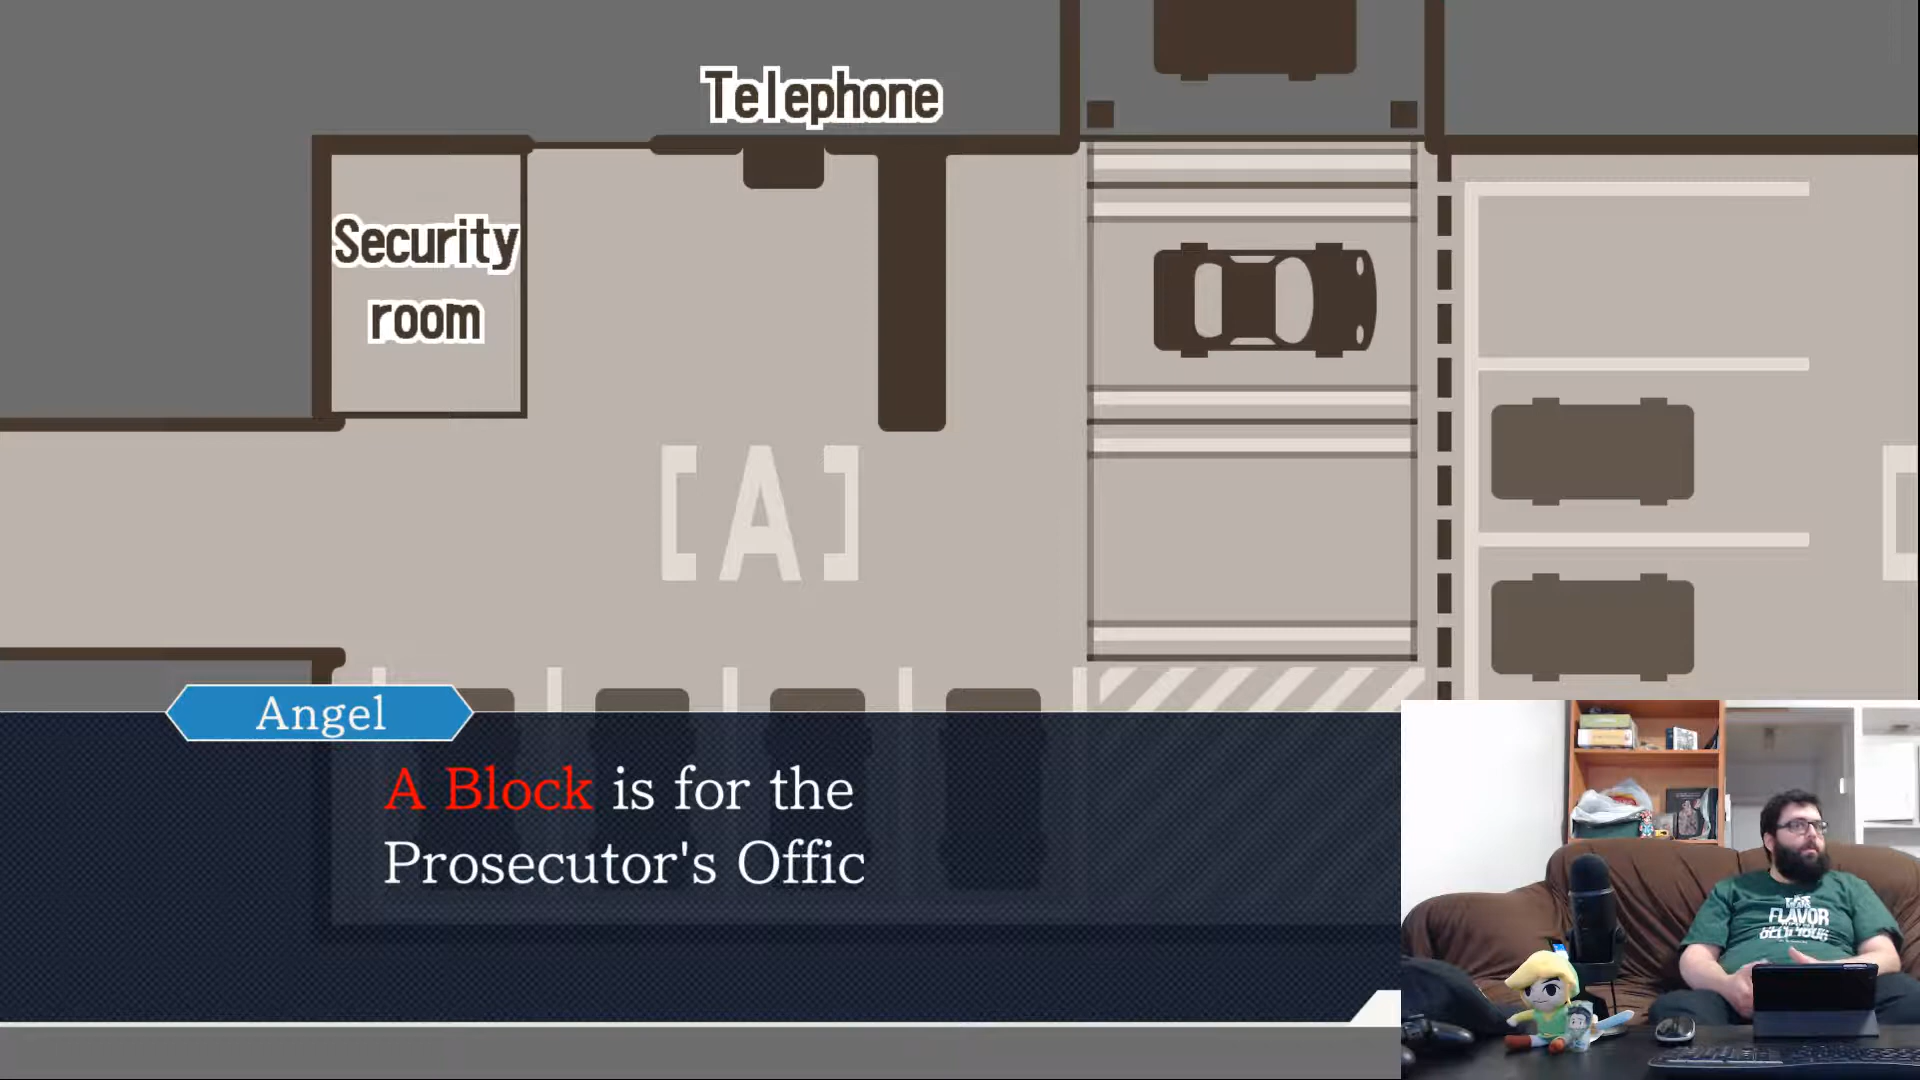 Telephone
Security
room
[A]
Angel
A Block is for the
Prosecutor's Offic
FLAVOR